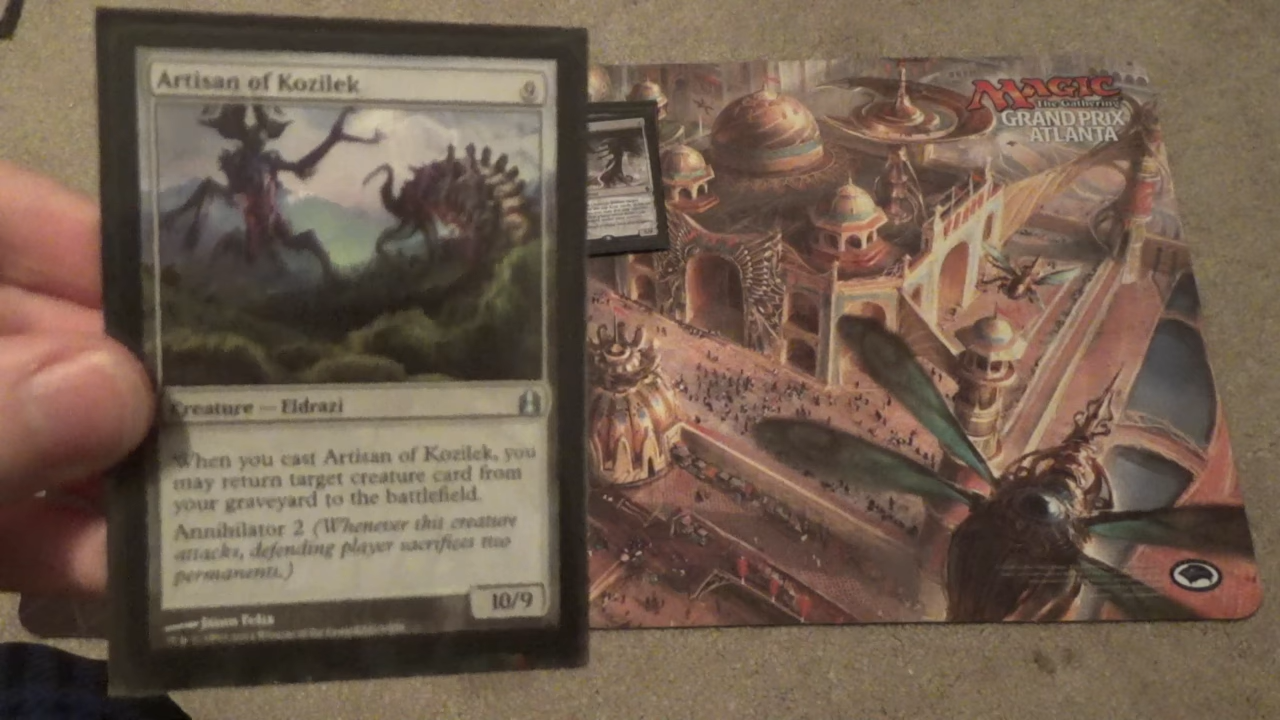 Artisan of Kozilek 9
Creature — Eldrazi
When you cast Artisan of Kozilek, you
may return target creature card from
your graveyard to the battlefield.
Annihilator 2 (Whenever this creature
attacks, defending player sacrifices two
permanents.)
10/9
Jason Felix
MAGIC
The Gathering
GRAND PRIX
ATLANTA